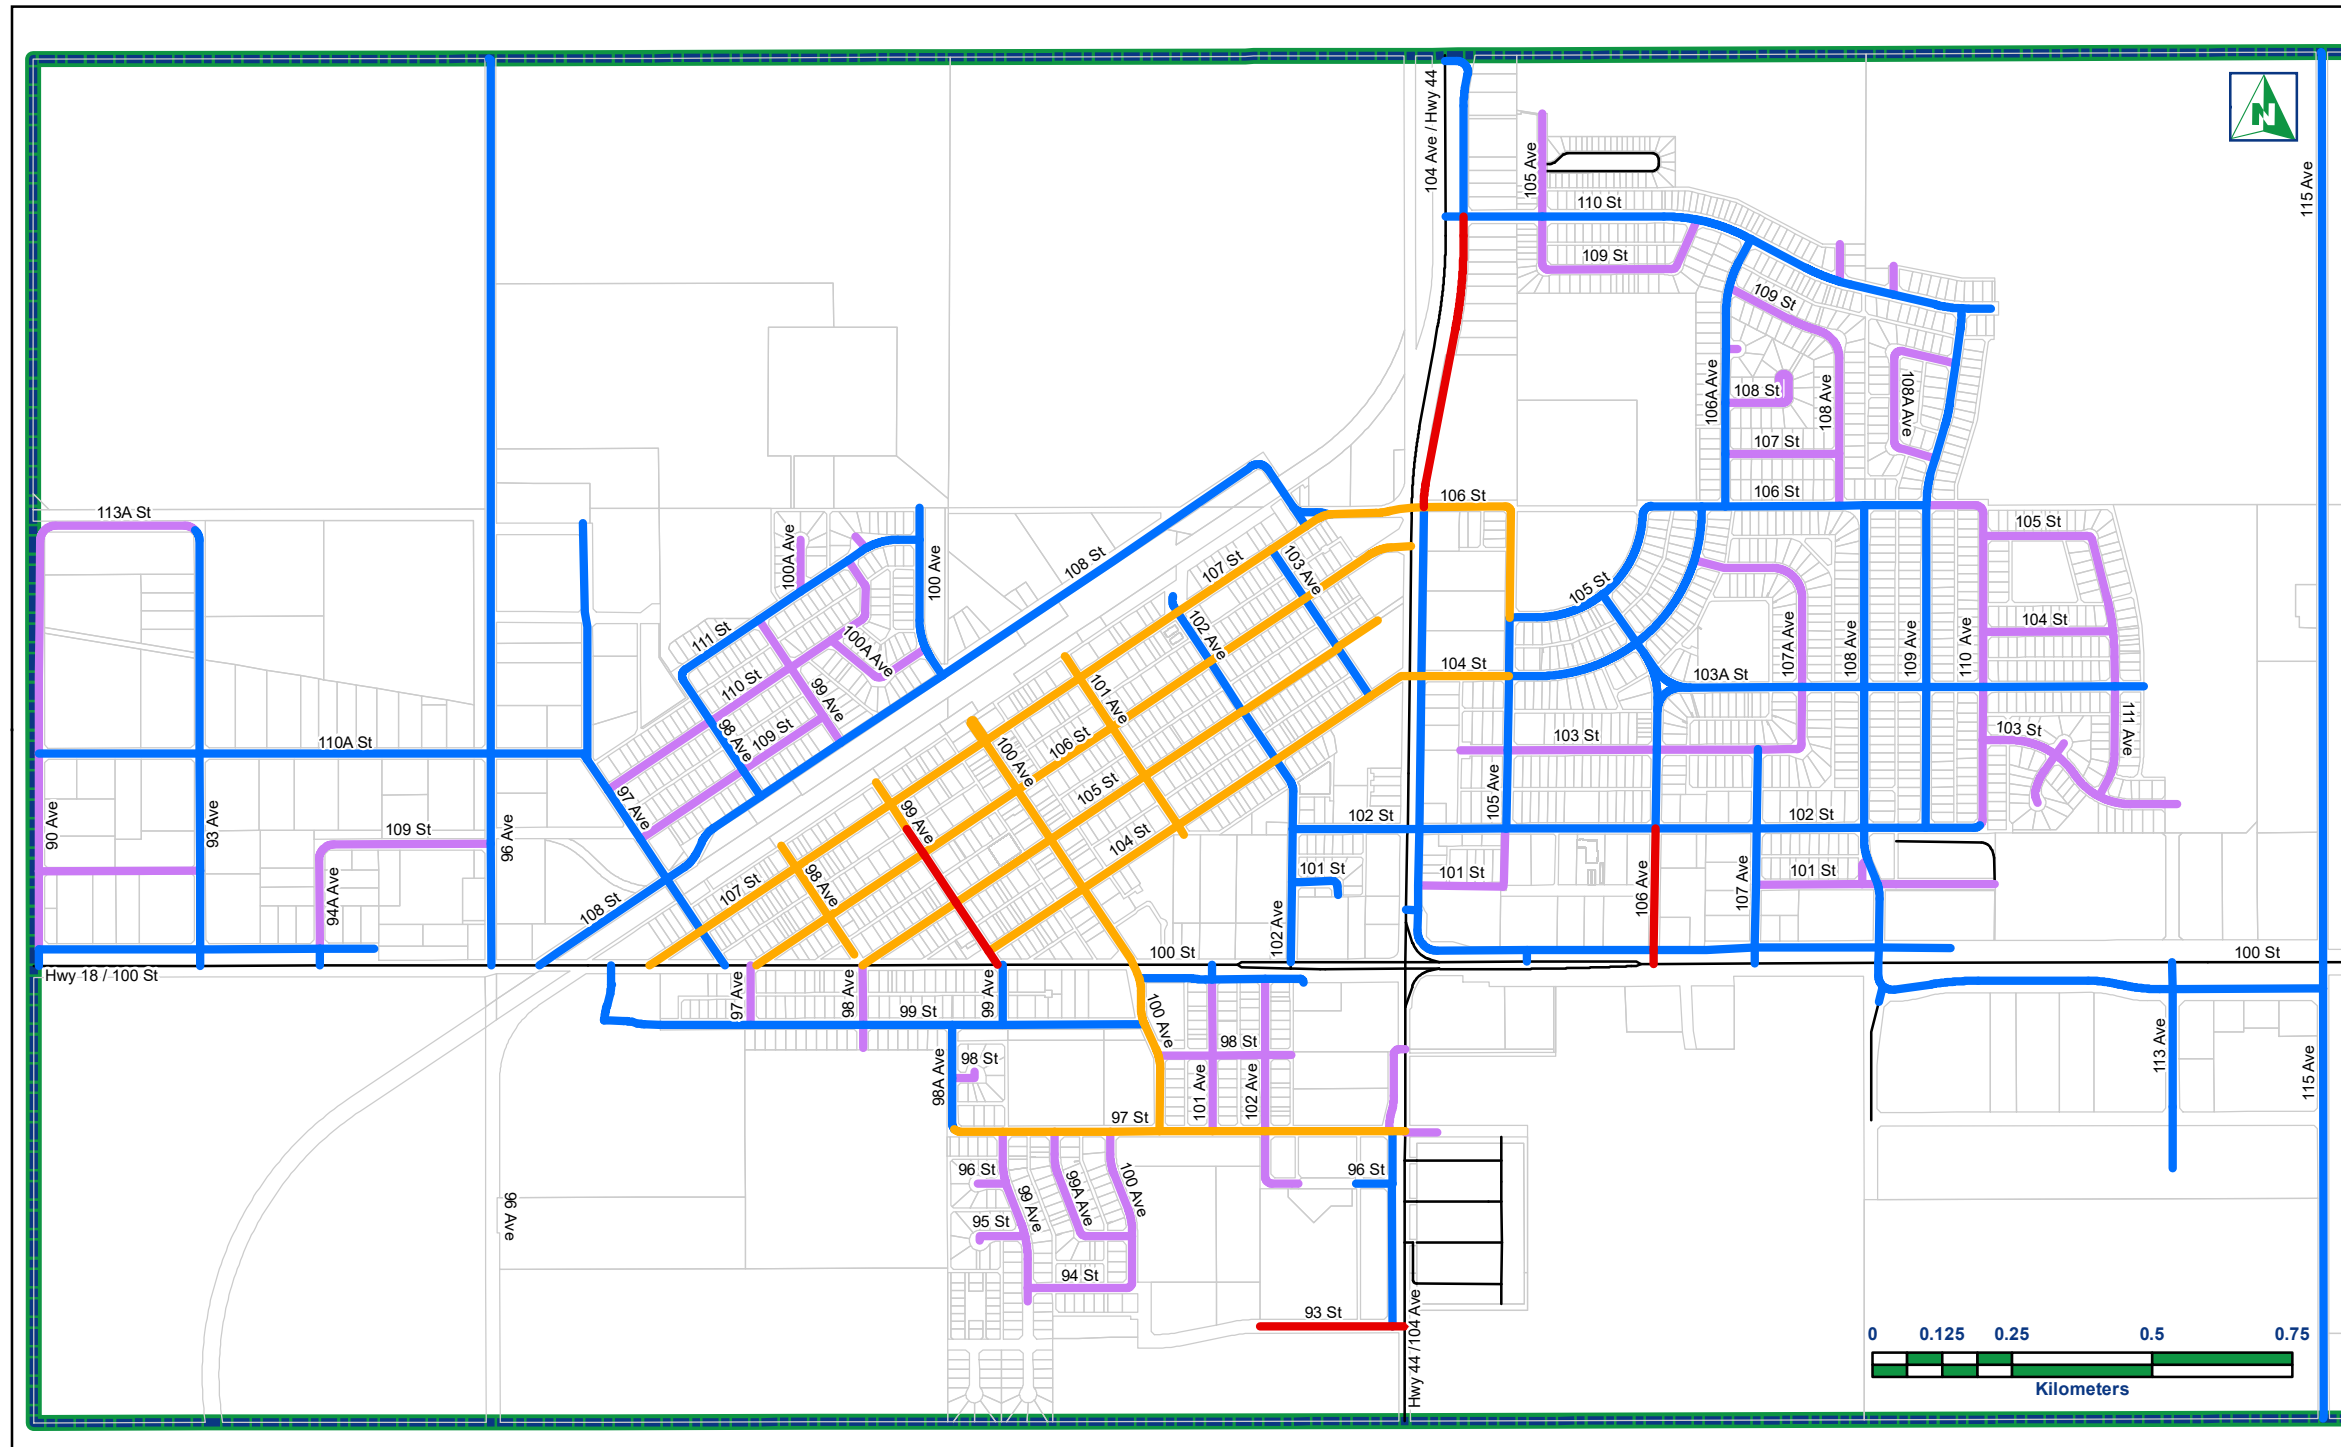 104 Ave / Hwy 44
N
105 Ave
115 Ave
110 St
109 St
109 St
106A Ave
108 St
108 Ave
108A Ave
107 St
106 St
106 St
113A St
100A Ave
100 Ave
108 St
107 St
103 Ave
105 St
105 St
111 St
100A Ave
102 Ave
107A Ave
108 Ave
109 Ave
110 Ave
104 St
104 St
110 St
99 Ave
101 Ave
103A St
98 Ave
109 St
100 Ave
106 St
103 St
103 St
111 Ave
110A St
97 Ave
99 Ave
105 St
105 Ave
90 Ave
93 Ave
109 St
96 Ave
104 St
102 St
102 St
94A Ave
107 St
98 Ave
101 St
101 St
106 Ave
107 Ave
101 St
108 St
102 Ave
100 St
100 St
Hwy 18 / 100 St
97 Ave
98 Ave
99 Ave
99 St
100 Ave
98 St
98A Ave
98 St
101 Ave
102 Ave
113 Ave
115 Ave
97 St
96 St
99 Ave
99A Ave
100 Ave
96 St
96 Ave
95 St
94 St
93 St
Hwy 44 /104 Ave
0 0.125 0.25 0.5 0.75
Kilometers